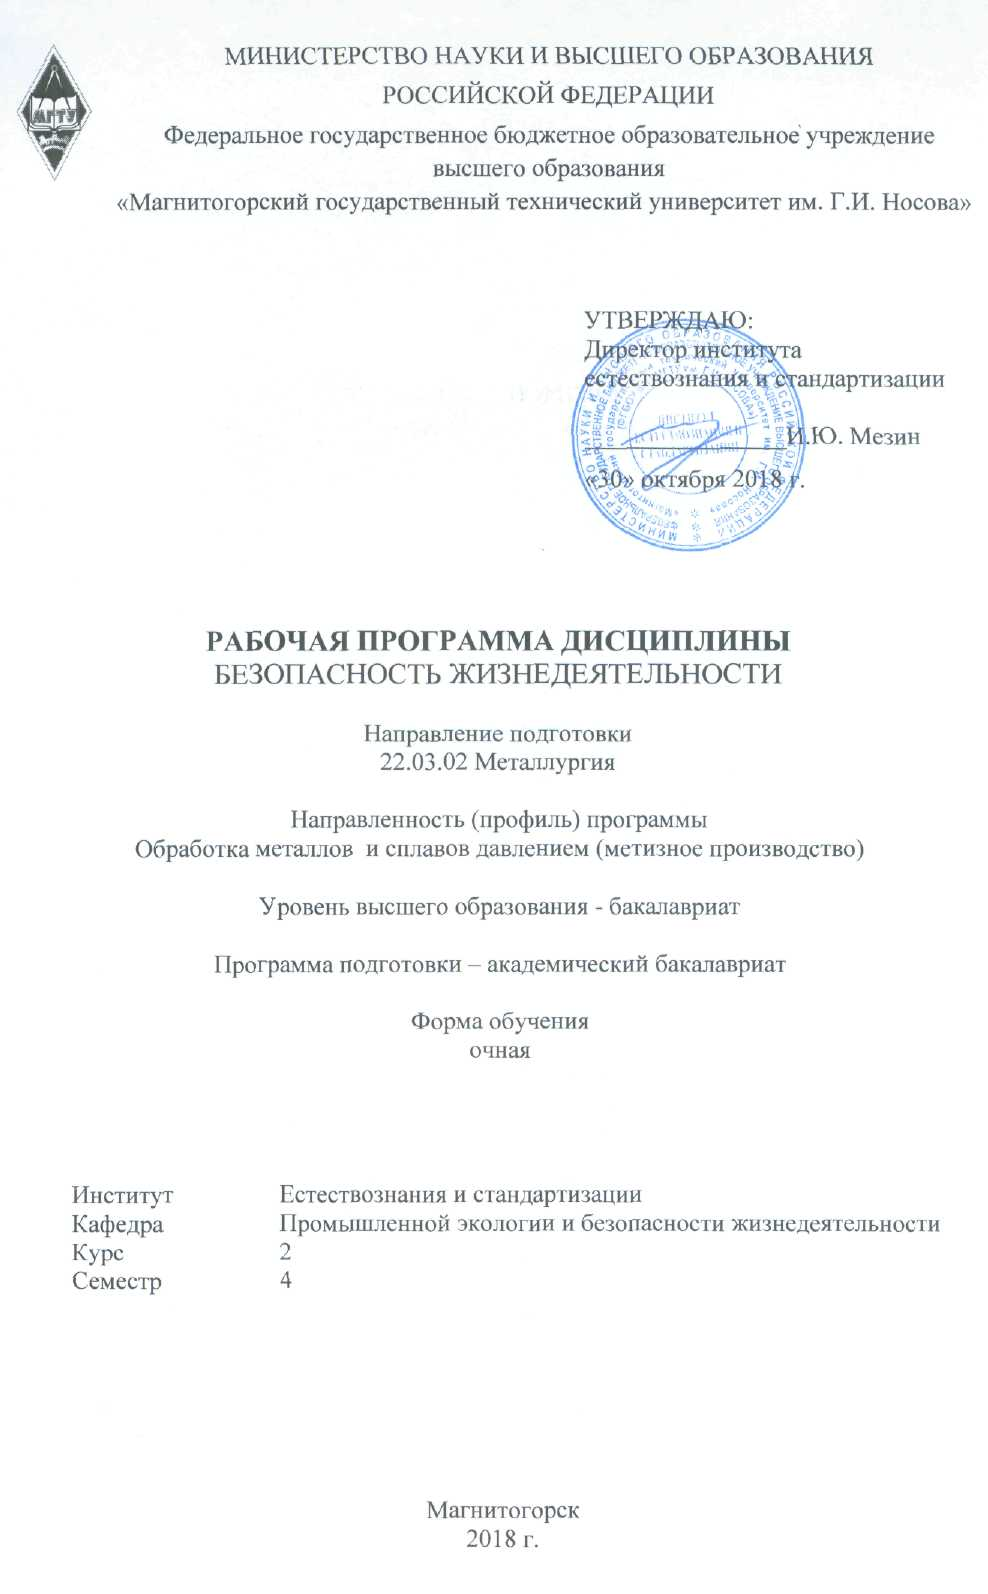 МИНИСТЕРСТВО НАУКИ И ВЫСШЕГО ОБРАЗОВАНИЯ
РОССИЙСКОЙ ФЕДЕРАЦИИ
Федеральное государственное бюджетное образовательное учреждение
высшего образования
«Магнитогорский государственный технический университет им. Г.И. Носова»
МГТУ
УТВЕРЖДАЮ:
Директор института
естествознания и стандартизации
И.Ю. Мезин
«30» октября 2018 г.
РАБОЧАЯ ПРОГРАММА ДИСЦИПЛИНЫ
БЕЗОПАСНОСТЬ ЖИЗНЕДЕЯТЕЛЬНОСТИ
Направление подготовки
22.03.02 Металлургия
Направленность (профиль) программы
Обработка металлов и сплавов давлением (метизное производство)
Уровень высшего образования - бакалавриат
Программа подготовки – академический бакалавриат
Форма обучения
очная
Институт Естествознания и стандартизации
Кафедра Промышленной экологии и безопасности жизнедеятельности
Курс 2
Семестр 4
Магнитогорск
2018 г.